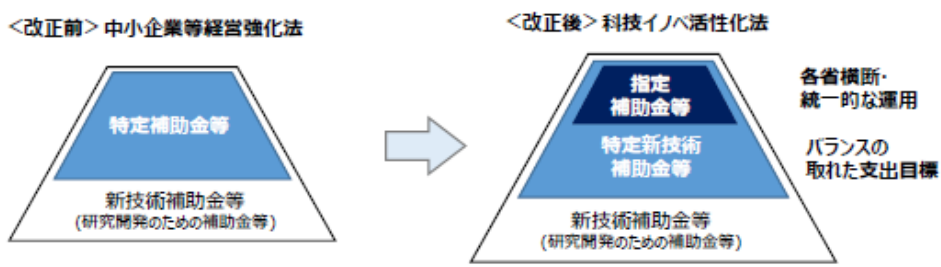 <改正前> 中小企業等経営強化法
特定補助金等
新技術補助金等
(研究開発のための補助金等)
<改正後> 科技イノベ活性化法
指定
補助金等
特定新技術
補助金等
新技術補助金等
(研究開発のための補助金等)
各省横断・
統一的な運用
バランスの
取れた支出目標